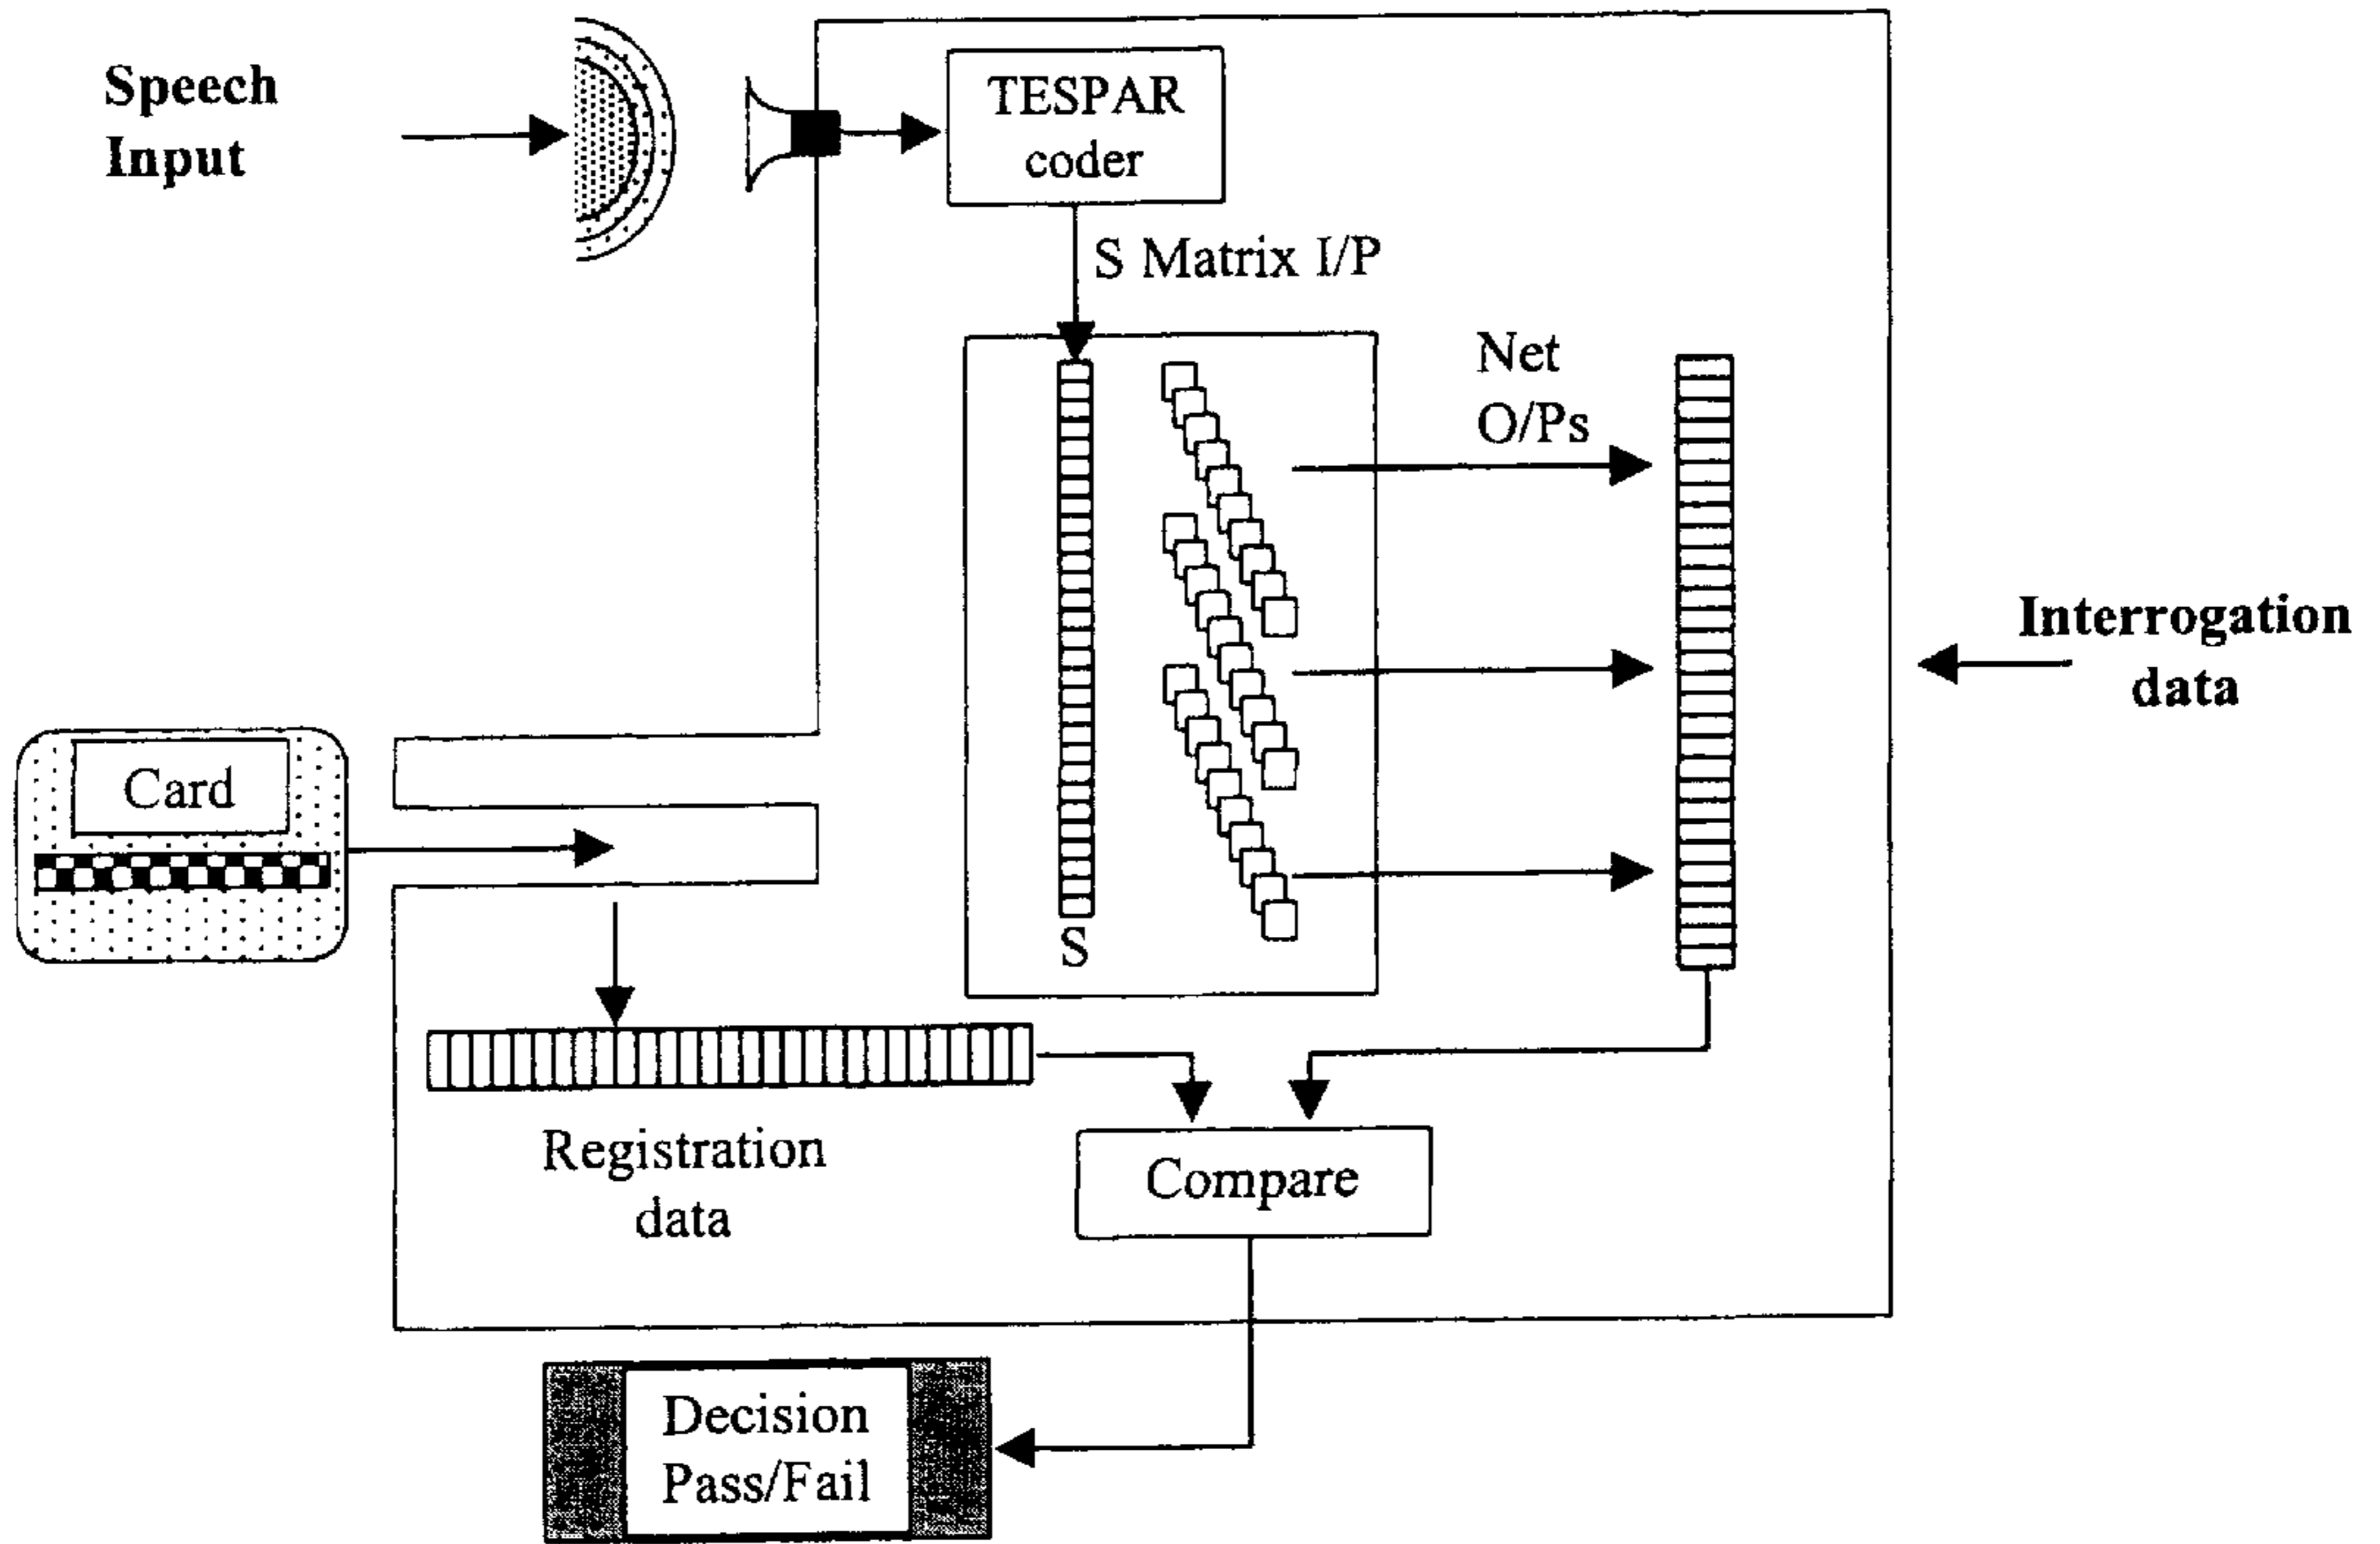 Speech
Input
TESPAR
coder
S Matrix I/P
Net
O/Ps
Interrogation
data
Card
S
Registration
data
Compare
Decision
Pass/Fail